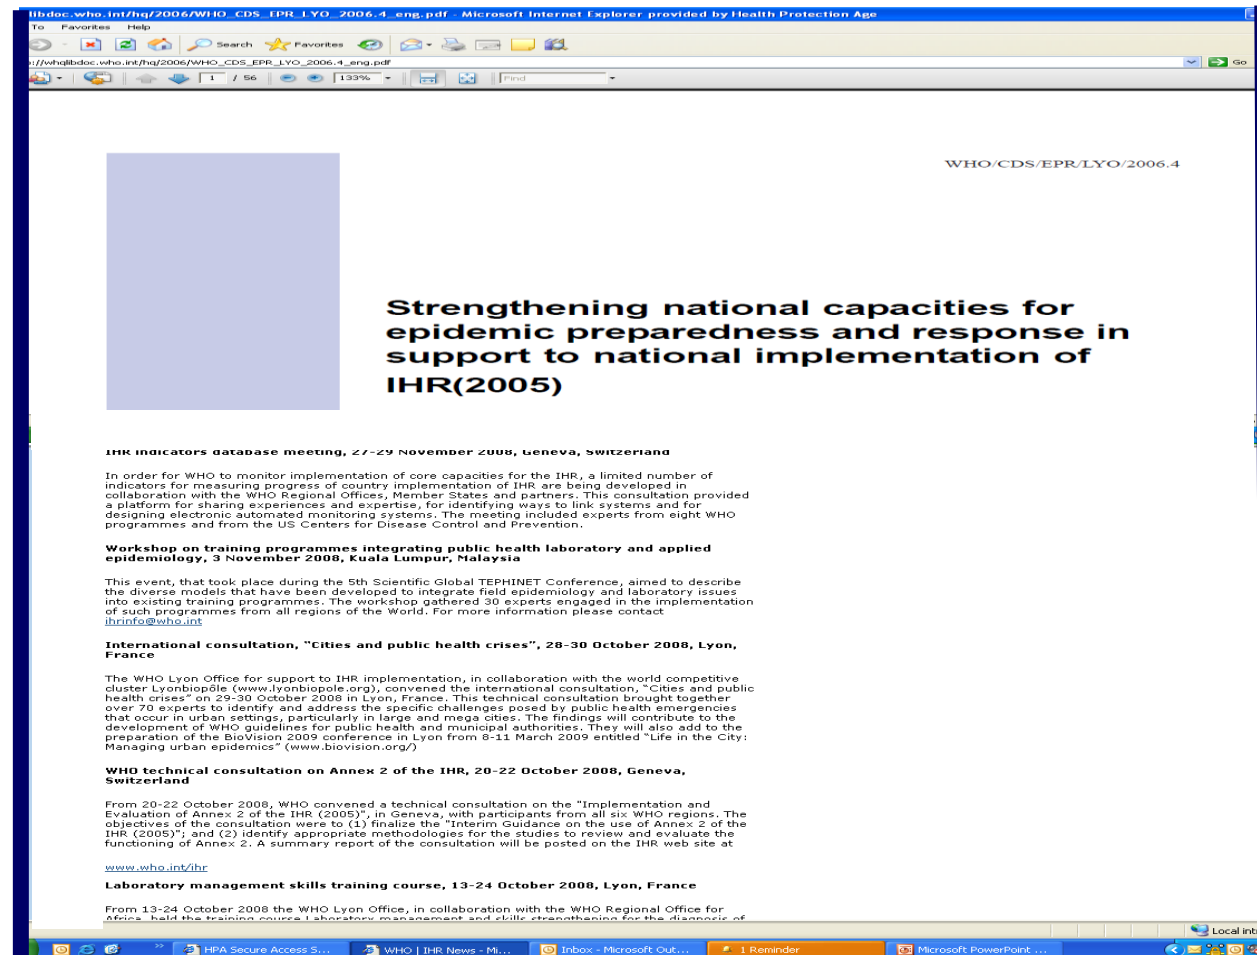 libdoc.who.int/hq/2006/WHO_CDS_EPR_LYO_2006.4_eng.pdf - Microsoft Internet Explorer provided by Health Protection Age
To Favorites Help
Search Favorites
://whqlibdoc.who.int/hq/2006/WHO_CDS_EPR_LYO_2006.4_eng.pdf Go
1 / 56 133% Find
WHO/CDS/EPR/LYO/2006.4
Strengthening national capacities for
epidemic preparedness and response in
support to national implementation of
IHR(2005)
IHR indicators database meeting, 27-29 November 2008, Geneva, Switzerland
In order for WHO to monitor implementation of core capacities for the IHR, a limited number of
indicators for measuring progress of country implementation of IHR are being developed in
collaboration with the WHO Regional Offices, Member States and partners. This consultation provided
a platform for sharing experiences and expertise, for identifying ways to link systems and for
designing electronic automated monitoring systems. The meeting included experts from eight WHO
programmes and from the US Centers for Disease Control and Prevention.
Workshop on training programmes integrating public health laboratory and applied
epidemiology, 3 November 2008, Kuala Lumpur, Malaysia
This event, that took place during the 5th Scientific Global TEPHINET Conference, aimed to describe
the diverse models that have been developed to integrate field epidemiology and laboratory issues
into existing training programmes. The workshop gathered 30 experts engaged in the implementation
of such programmes from all regions of the World. For more information please contact
ihrinfo@who.int
International consultation, "Cities and public health crises", 28-30 October 2008, Lyon,
France
The WHO Lyon Office for support to IHR implementation, in collaboration with the world competitive
cluster Lyonbiopôle (www.lyonbiopole.org), convened the international consultation, "Cities and public
health crises" on 29-30 October 2008 in Lyon, France. This technical consultation brought together
over 70 experts to identify and address the specific challenges posed by public health emergencies
that occur in urban settings, particularly in large and mega cities. The findings will contribute to the
development of WHO guidelines for public health and municipal authorities. They will also add to the
preparation of the BioVision 2009 conference in Lyon from 8-11 March 2009 entitled "Life in the City:
Managing urban epidemics" (www.biovision.org/)
WHO technical consultation on Annex 2 of the IHR, 20-22 October 2008, Geneva,
Switzerland
From 20-22 October 2008, WHO convened a technical consultation on the "Implementation and
Evaluation of Annex 2 of the IHR (2005)", in Geneva, with participants from all six WHO regions. The
objectives of the consultation were to (1) finalize the "Interim Guidance on the use of Annex 2 of the
IHR (2005)"; and (2) identify appropriate methodologies for the studies to review and evaluate the
functioning of Annex 2. A summary report of the consultation will be posted on the IHR web site at
www.who.int/ihr
Laboratory management skills training course, 13-24 October 2008, Lyon, France
From 13-24 October 2008 the WHO Lyon Office, in collaboration with the WHO Regional Office for
Africa, held the training course Laboratory management and skills strengthening for the diagnosis of
Local int
HPA Secure Access S... WHO | IHR News - Mi... Inbox - Microsoft Out... 1 Reminder Microsoft PowerPoint ...